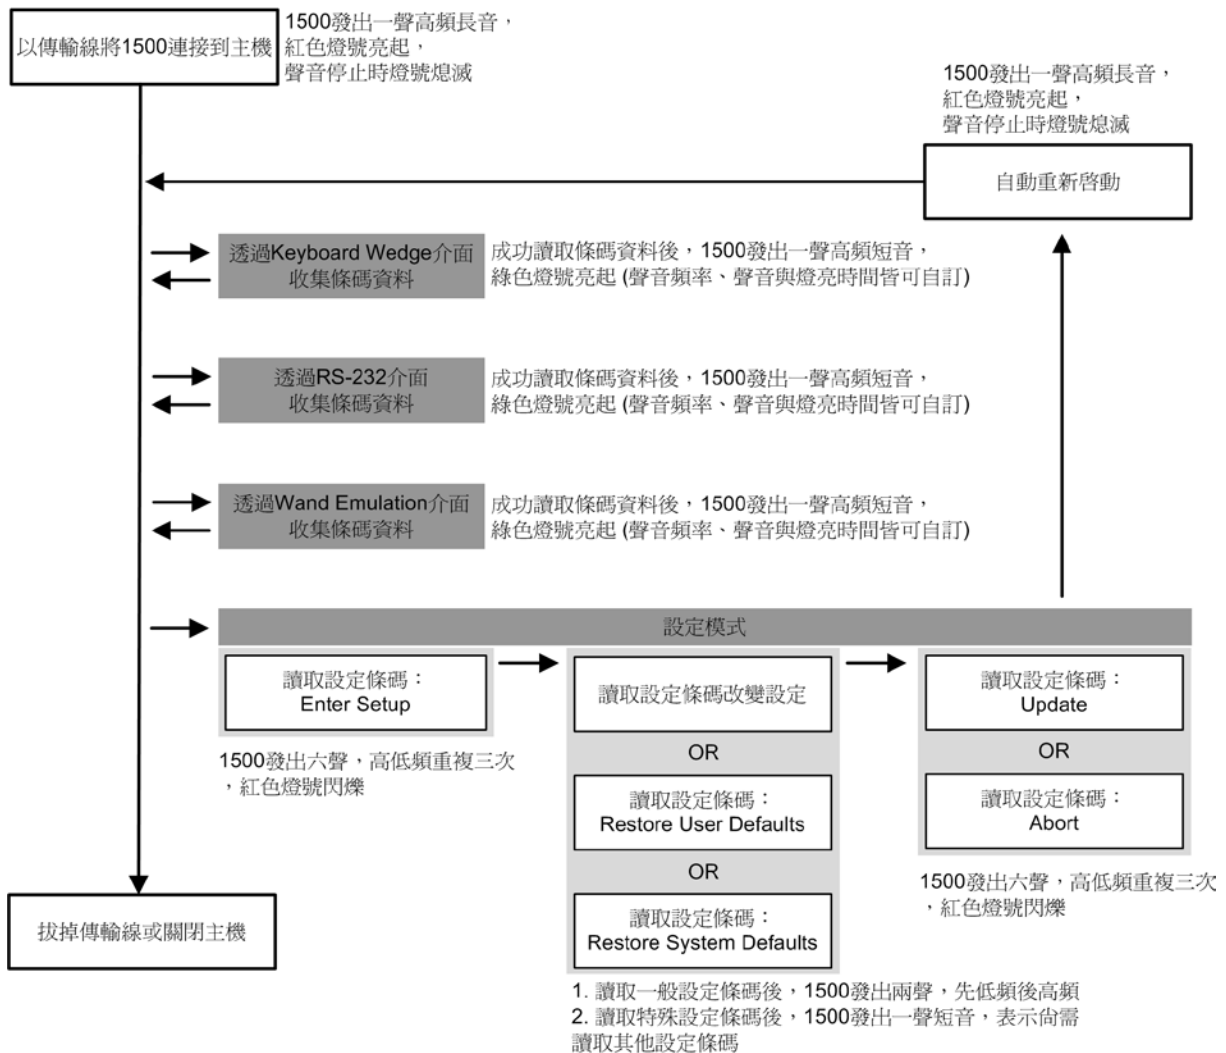 以傳輸線將1500連接到主機
1500發出一聲高頻長音，
紅色燈號亮起，
聲音停止時燈號熄滅
1500發出一聲高頻長音，
紅色燈號亮起，
聲音停止時燈號熄滅
自動重新啓動
透過Keyboard Wedge介面
收集條碼資料
成功讀取條碼資料後，1500發出一聲高頻短音，
綠色燈號亮起 (聲音頻率、聲音與燈亮時間皆可自訂)
透過RS-232介面
收集條碼資料
成功讀取條碼資料後，1500發出一聲高頻短音，
綠色燈號亮起 (聲音頻率、聲音與燈亮時間皆可自訂)
透過Wand Emulation介面
收集條碼資料
成功讀取條碼資料後，1500發出一聲高頻短音，
綠色燈號亮起 (聲音頻率、聲音與燈亮時間皆可自訂)
設定模式
讀取設定條碼：
Enter Setup
1500發出六聲，高低頻重複三次
，紅色燈號閃爍
讀取設定條碼改變設定
OR
讀取設定條碼：
Restore User Defaults
OR
讀取設定條碼：
Restore System Defaults
1. 讀取一般設定條碼後，1500發出兩聲，先低頻後高頻
2. 讀取特殊設定條碼後，1500發出一聲短音，表示尚需
讀取其他設定條碼
讀取設定條碼：
Update
OR
讀取設定條碼：
Abort
1500發出六聲，高低頻重複三次
，紅色燈號閃爍
拔掉傳輸線或關閉主機